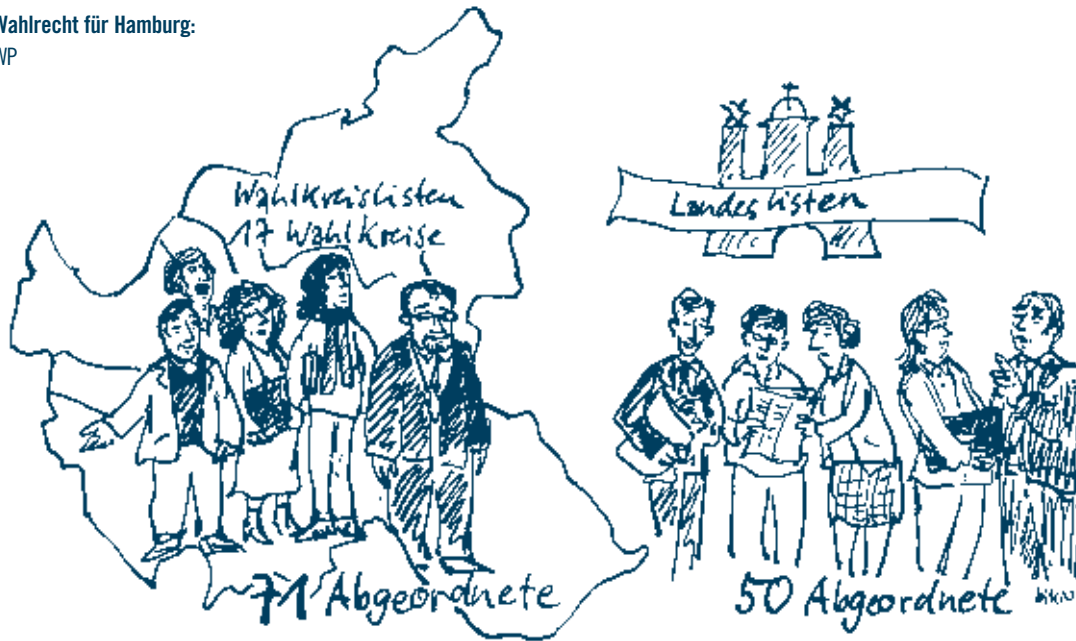 Wahlrecht für Hamburg:
WP
Wahlkreislisten
17 Wahlkreise
Landeslisten
71 Abgeordnete
50 Abgeordnete